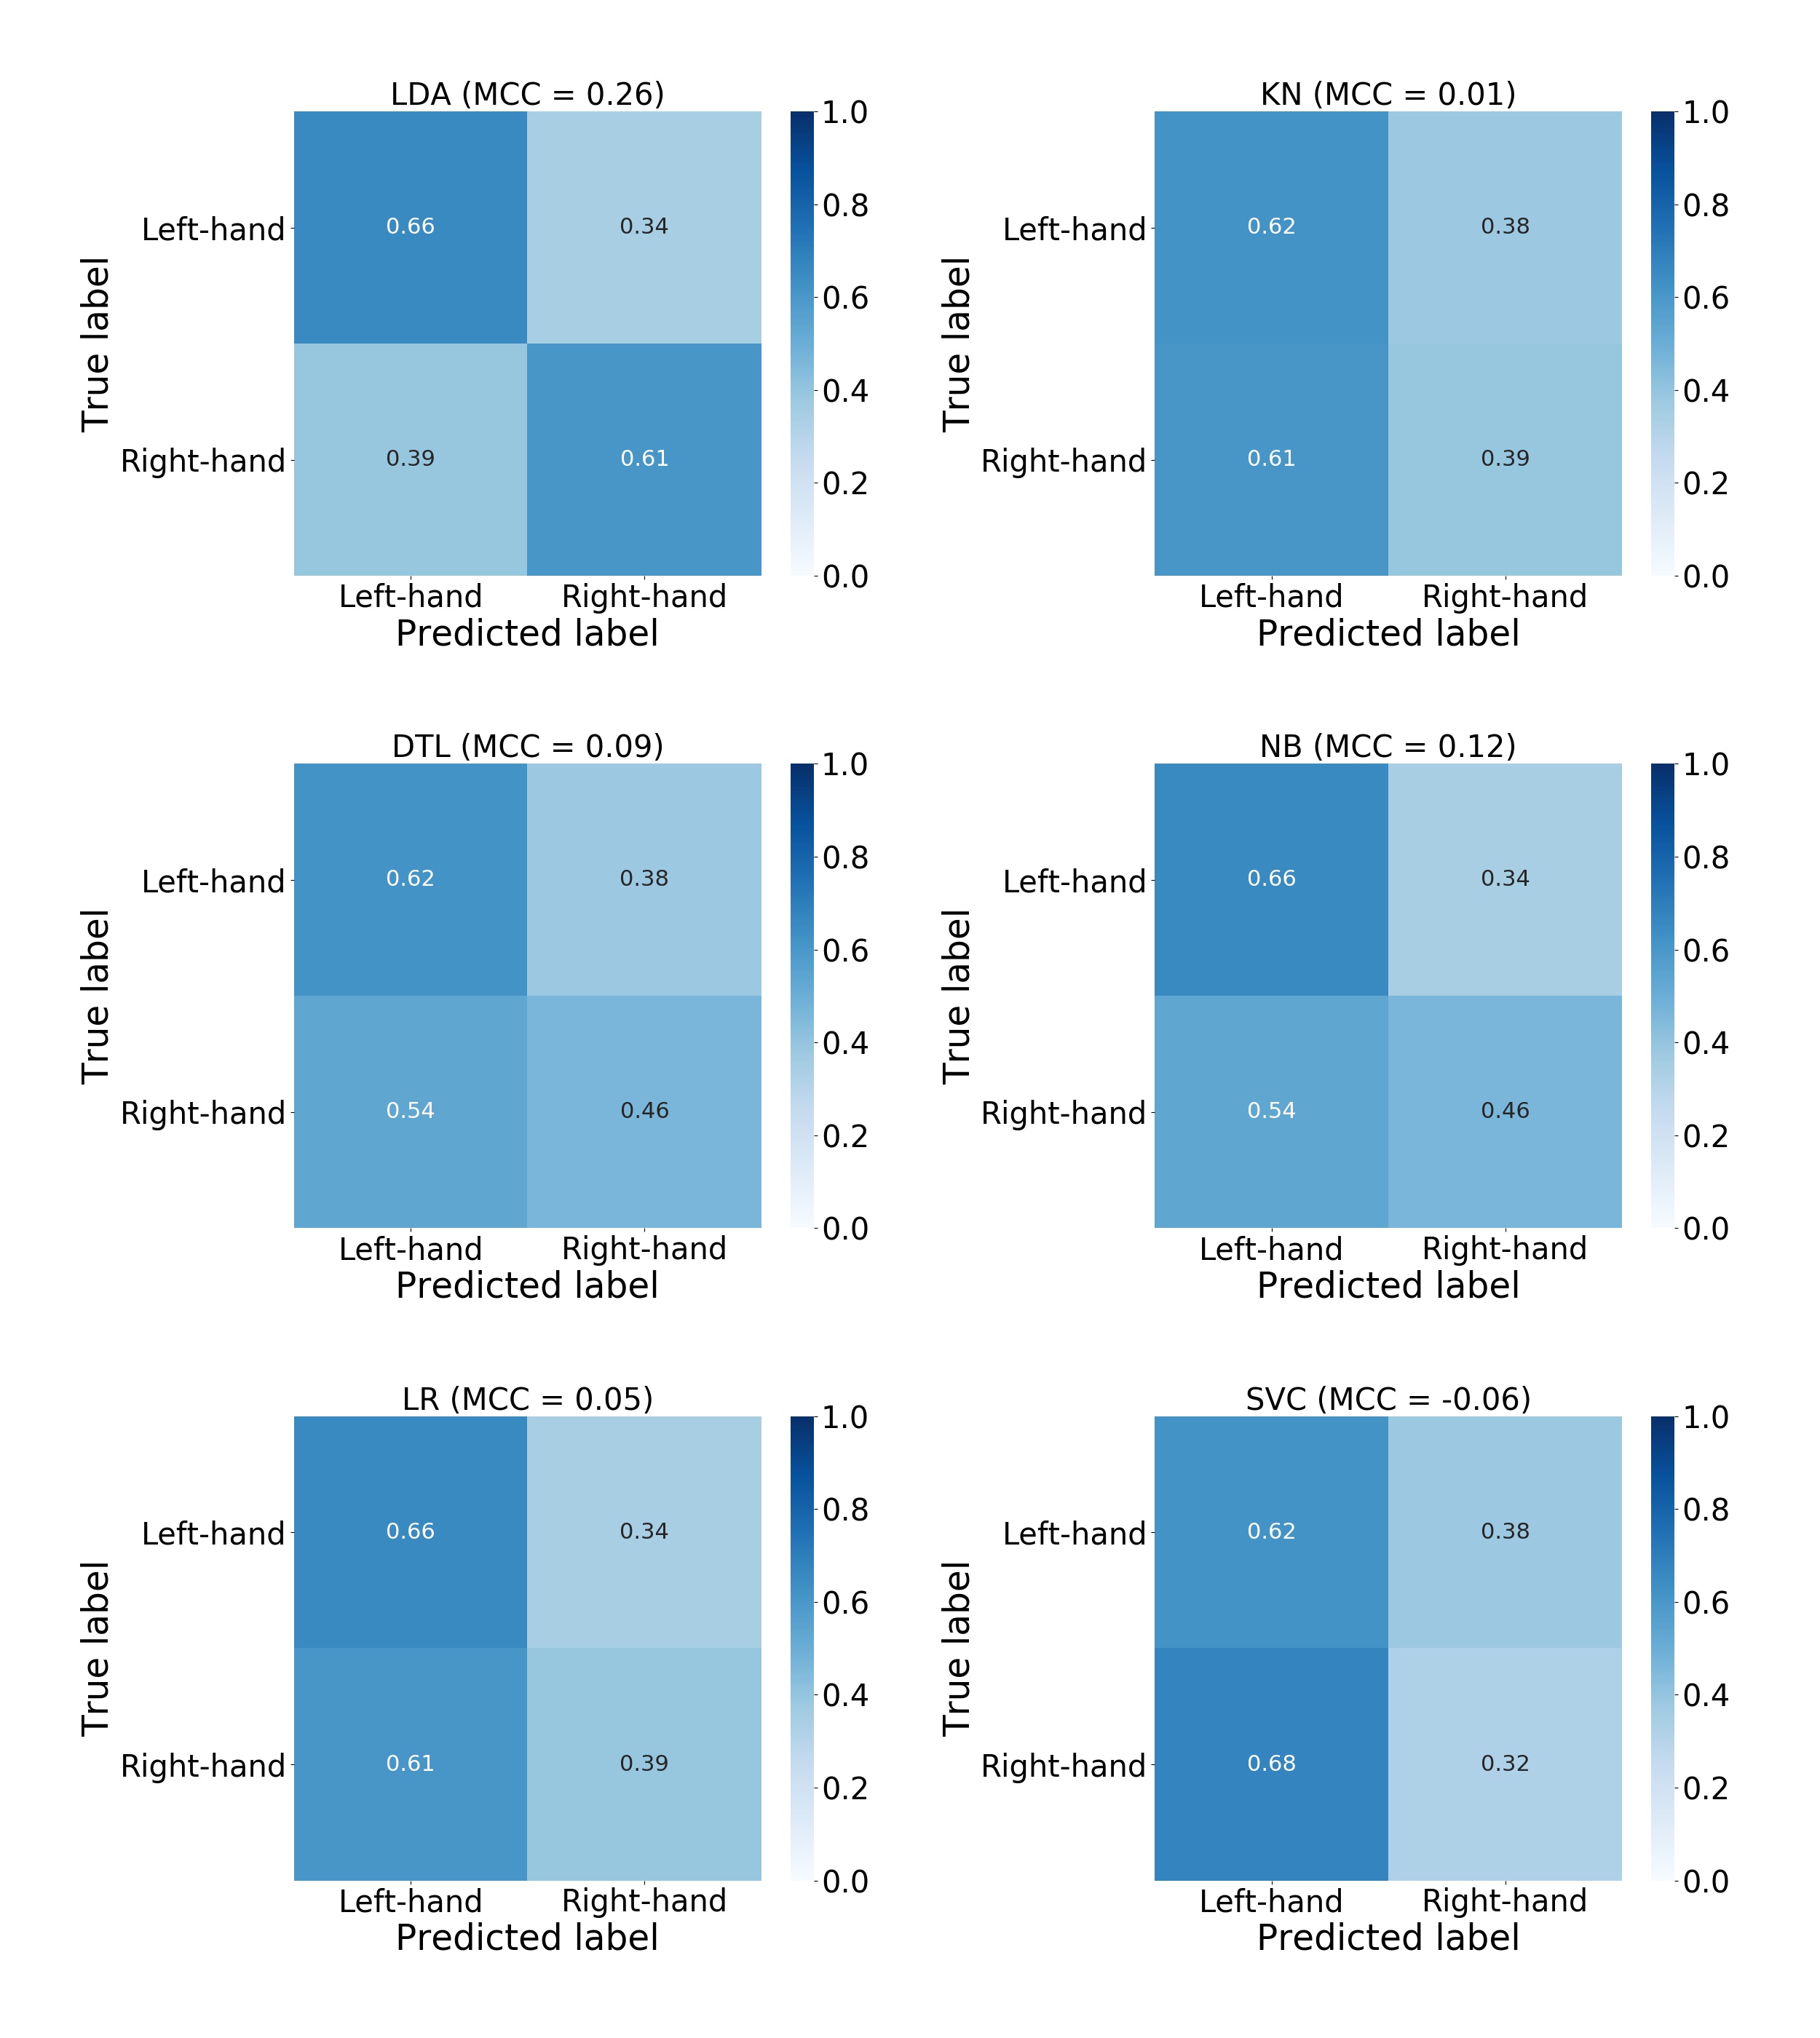 LDA (MCC = 0.26)
True label
Left-hand
Right-hand
0.66
0.34
0.39
0.61
Left-hand
Right-hand
Predicted label
1.0
0.8
0.6
0.4
0.2
0.0
KN (MCC = 0.01)
True label
Left-hand
Right-hand
0.62
0.38
0.61
0.39
Left-hand
Right-hand
Predicted label
1.0
0.8
0.6
0.4
0.2
0.0
DTL (MCC = 0.09)
True label
Left-hand
Right-hand
0.62
0.38
0.54
0.46
Left-hand
Right-hand
Predicted label
1.0
0.8
0.6
0.4
0.2
0.0
NB (MCC = 0.12)
True label
Left-hand
Right-hand
0.66
0.34
0.54
0.46
Left-hand
Right-hand
Predicted label
1.0
0.8
0.6
0.4
0.2
0.0
LR (MCC = 0.05)
True label
Left-hand
Right-hand
0.66
0.34
0.61
0.39
Left-hand
Right-hand
Predicted label
1.0
0.8
0.6
0.4
0.2
0.0
SVC (MCC = -0.06)
True label
Left-hand
Right-hand
0.62
0.38
0.68
0.32
Left-hand
Right-hand
Predicted label
1.0
0.8
0.6
0.4
0.2
0.0